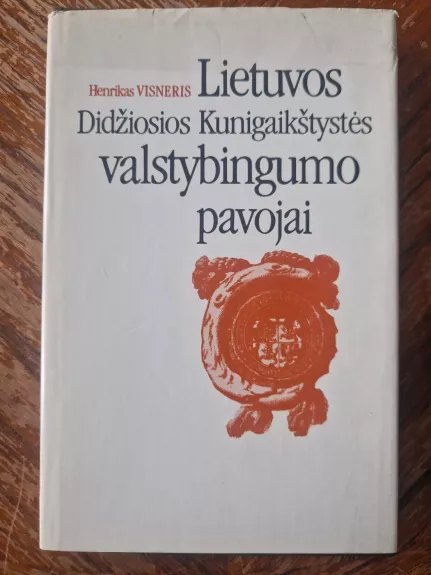 Henrikas VISNERIS Lietuvos
Didžiosios Kunigaikštystės
valstybingumo
pavojai